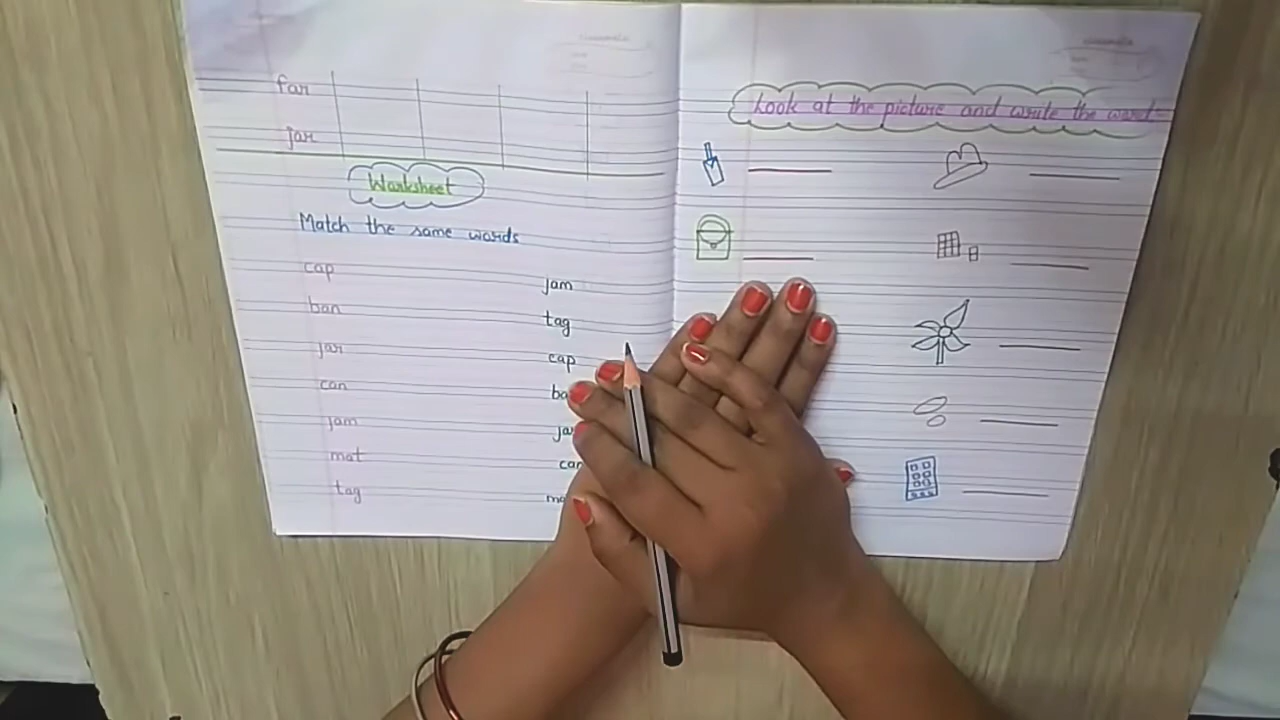 far
jar
Worksheet
Match the same words
cap
ban
jar
can
jam
mat
tag
jam
tag
cap
Look at the picture and write the word-